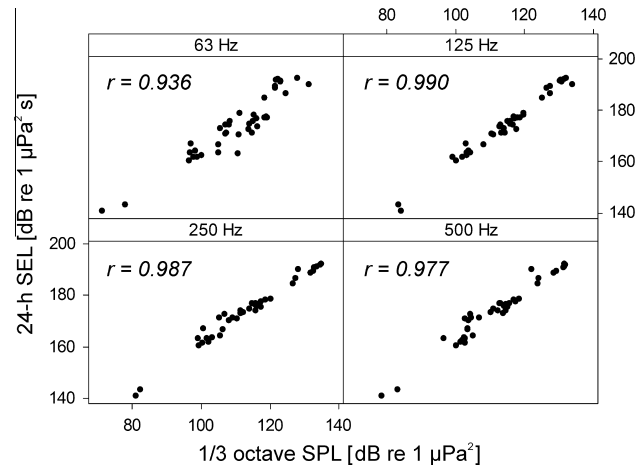 80 100 120 140
63 Hz 125 Hz
r = 0.936 r = 0.990
200
180
160
140
250 Hz 500 Hz
r = 0.987 r = 0.977
200
180
160
140
80 100 120 140
24-h SEL [dB re 1 µPa² s]
1/3 octave SPL [dB re 1 µPa²]